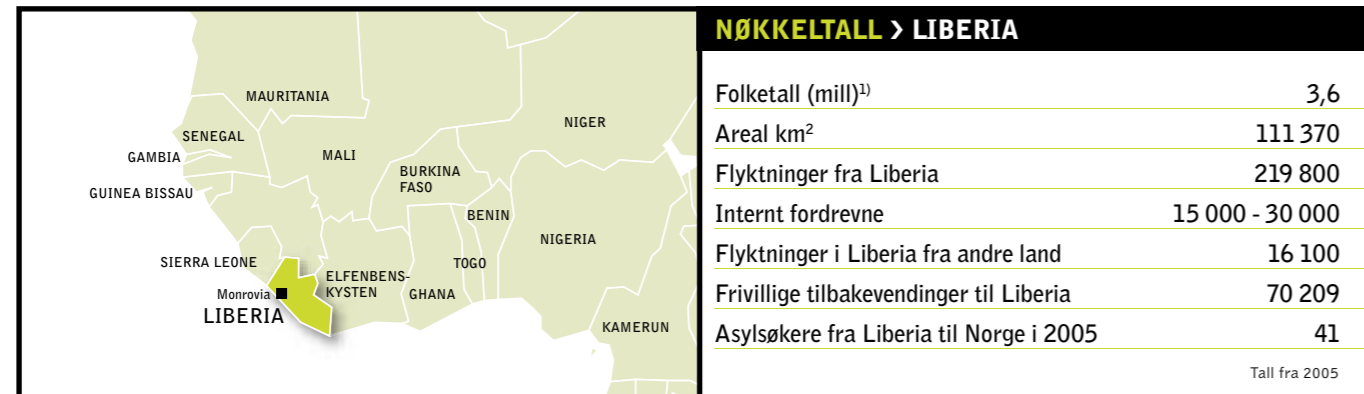 MAURITANIA
NIGER
SENEGAL
MALI
GAMBIA
BURKINA
FASO
GUINEA BISSAU
BENIN
NIGERIA
SIERRA LEONE
TOGO
ELFENBENS-
KYSTEN
GHANA
Monrovia
LIBERIA
KAMERUN
NØKKELTALL › LIBERIA
Folketall (mill)¹⁾ 3,6
Areal km² 111 370
Flyktninger fra Liberia 219 800
Internt fordrevne 15 000 - 30 000
Flyktninger i Liberia fra andre land 16 100
Frivillige tilbakevendinger til Liberia 70 209
Asylsøkere fra Liberia til Norge i 2005 41
Tall fra 2005